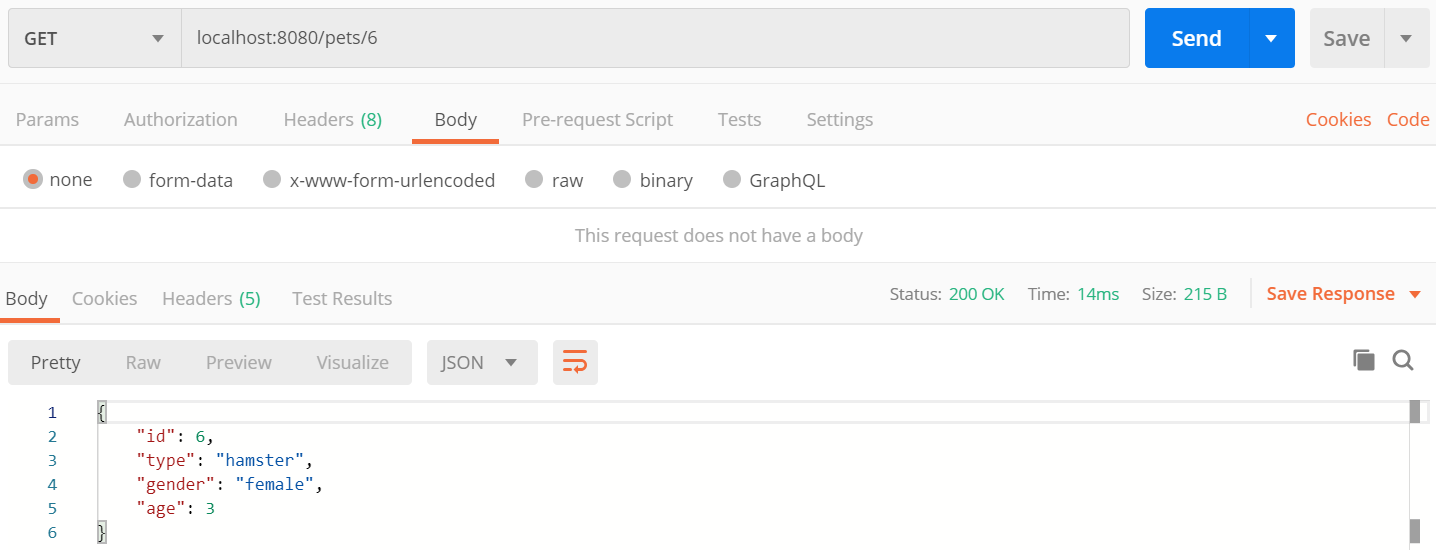 GET localhost:8080/pets/6 Send Save
Params Authorization Headers (8) Body Pre-request Script Tests Settings Cookies Code
none form-data x-www-form-urlencoded raw binary GraphQL
This request does not have a body
Body Cookies Headers (5) Test Results Status: 200 OK Time: 14ms Size: 215 B Save Response
Pretty Raw Preview Visualize JSON
1 {
2 "id": 6,
3 "type": "hamster",
4 "gender": "female",
5 "age": 3
6 }